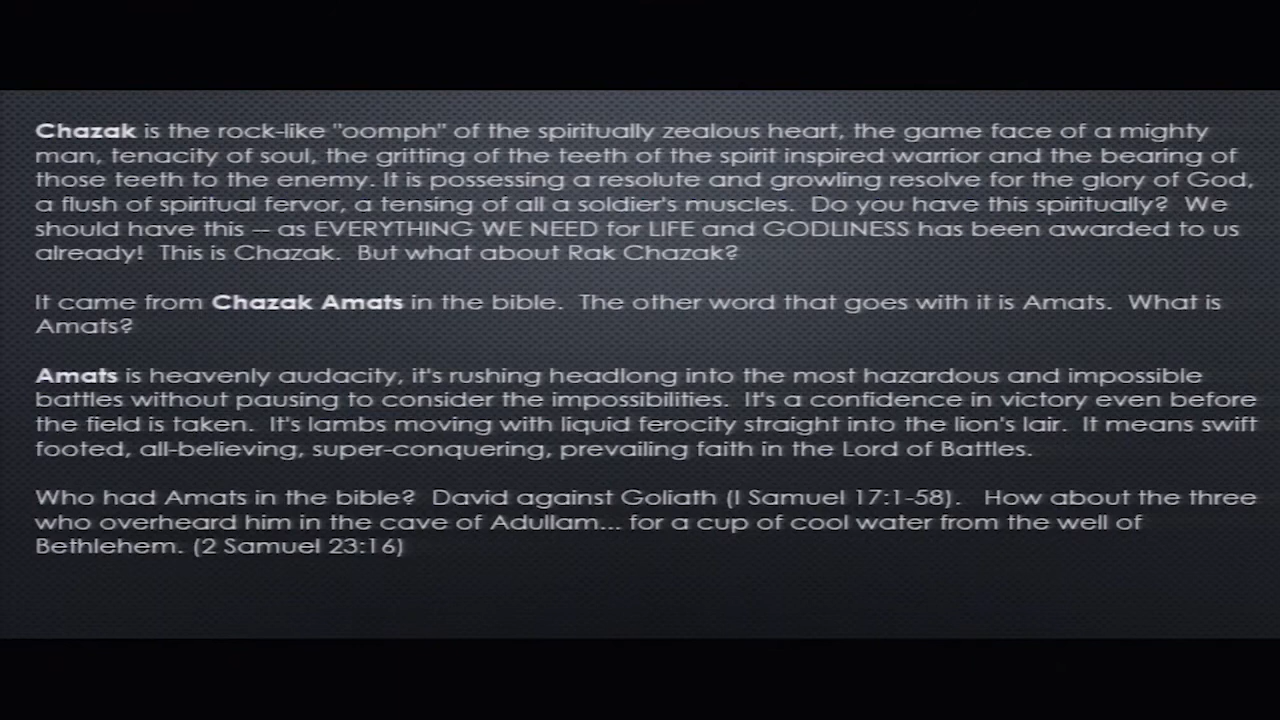 Chazak is the rock-like "oomph" of the spiritually zealous heart, the game face of a mighty
man, tenacity of soul, the gritting of the teeth of the spirit inspired warrior and the bearing of
those teeth to the enemy. It is possessing a resolute and growling resolve for the glory of God,
a flush of spiritual fervor, a tensing of all a soldier's muscles.  Do you have this spiritually?  We
should have this – as EVERYTHING WE NEED for LIFE and GODLINESS has been awarded to us
already!  This is Chazak.  But what about Rak Chazak?
It came from Chazak Amats in the bible.  The other word that goes with it is Amats.  What is
Amats?
Amats is heavenly audacity, it's rushing headlong into the most hazardous and impossible
battles without pausing to consider the impossibilities.  It's a confidence in victory even before
the field is taken.  It's lambs moving with liquid ferocity straight into the lion's lair.  It means swift
footed, all-believing, super-conquering, prevailing faith in the Lord of Battles.
Who had Amats in the bible?  David against Goliath (I Samuel 17:1-58).   How about the three
who overheard him in the cave of Adullam... for a cup of cool water from the well of
Bethlehem. (2 Samuel 23:16)